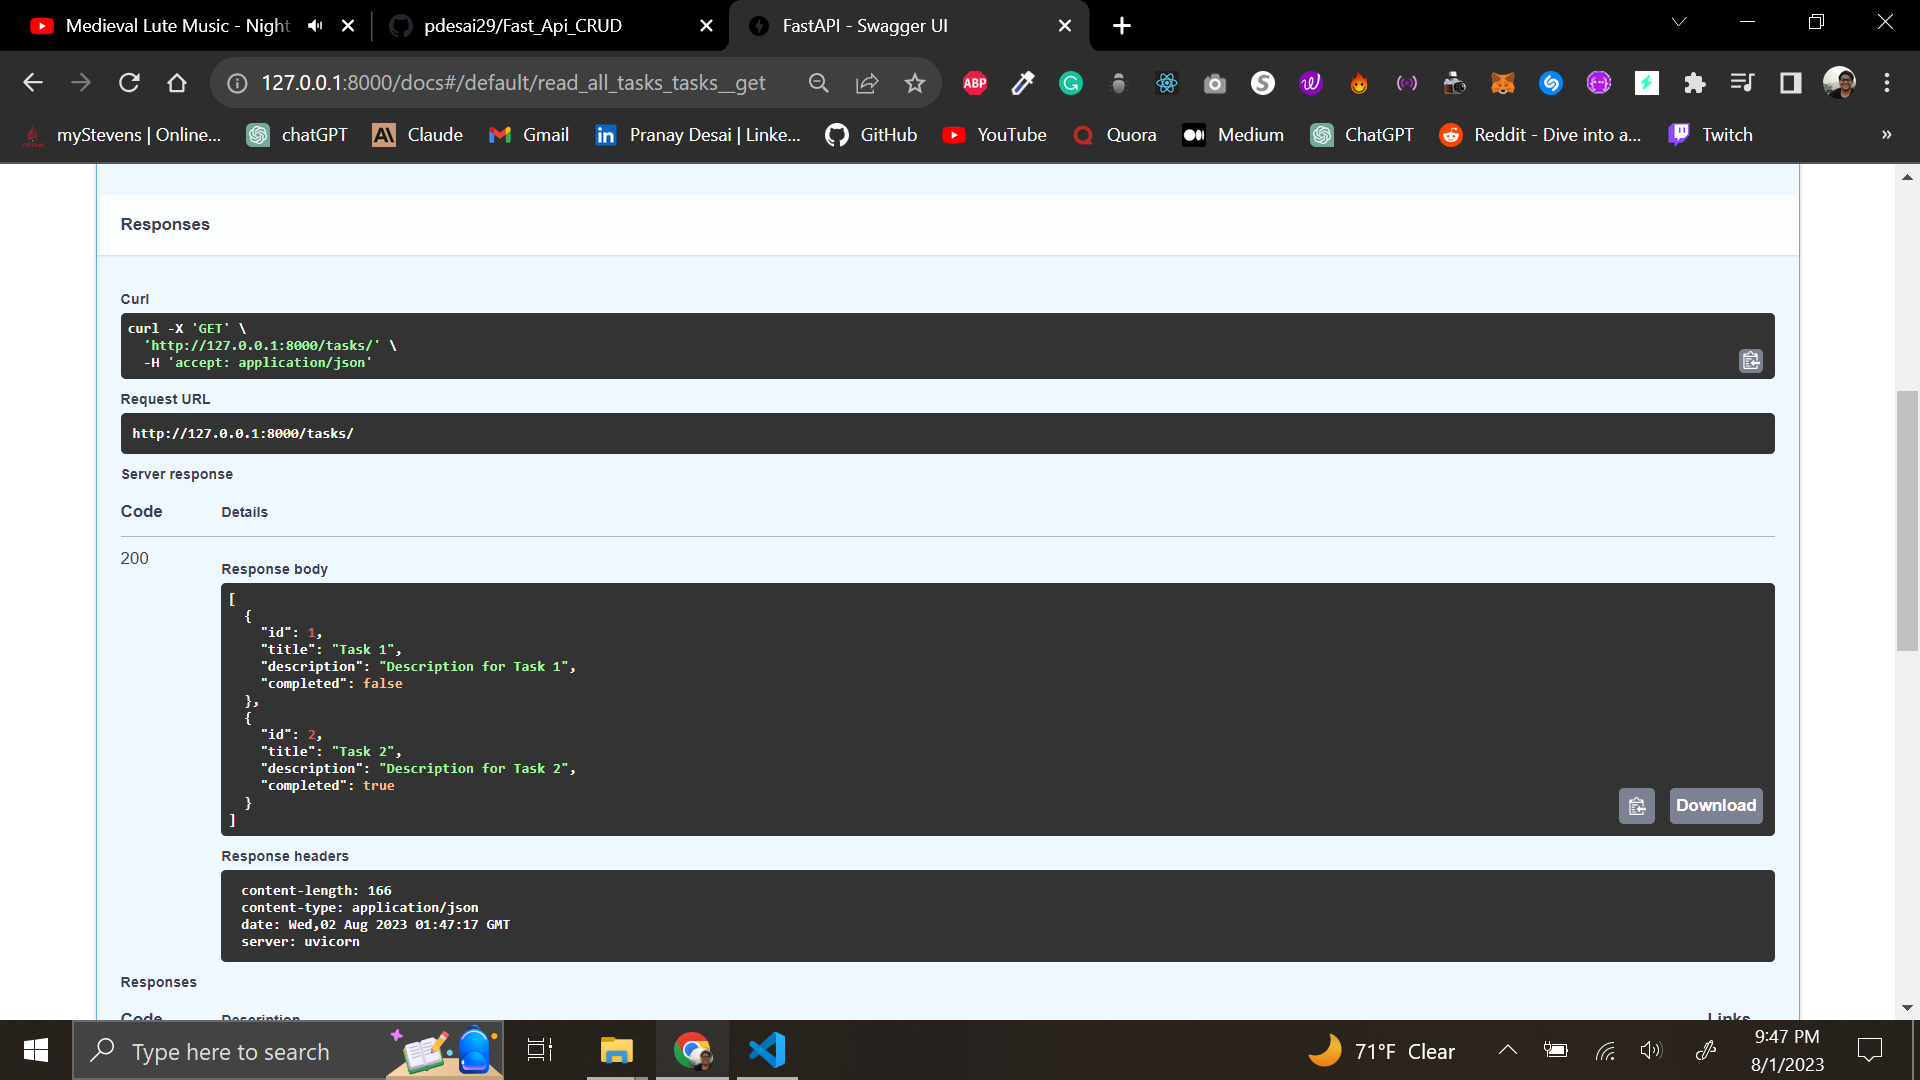 Medieval Lute Music - Night
pdesai29/Fast_Api_CRUD
FastAPI - Swagger UI
127.0.0.1:8000/docs#/default/read_all_tasks_tasks__get
ABP
myStevens | Online...
chatGPT
Claude
Gmail
Pranay Desai | Linke...
GitHub
YouTube
Quora
Medium
ChatGPT
Reddit - Dive into a...
Twitch
»
Responses
Curl
curl -X 'GET' \
'http://127.0.0.1:8000/tasks/' \
-H 'accept: application/json'
Request URL
http://127.0.0.1:8000/tasks/
Server response
Code Details
200
Response body
[
{
"id": 1,
"title": "Task 1",
"description": "Description for Task 1",
"completed": false
},
{
"id": 2,
"title": "Task 2",
"description": "Description for Task 2",
"completed": true
}
]
Download
Response headers
content-length: 166
content-type: application/json
date: Wed,02 Aug 2023 01:47:17 GMT
server: uvicorn
Responses
Code Description Links
Type here to search
71°F Clear
9:47 PM
8/1/2023